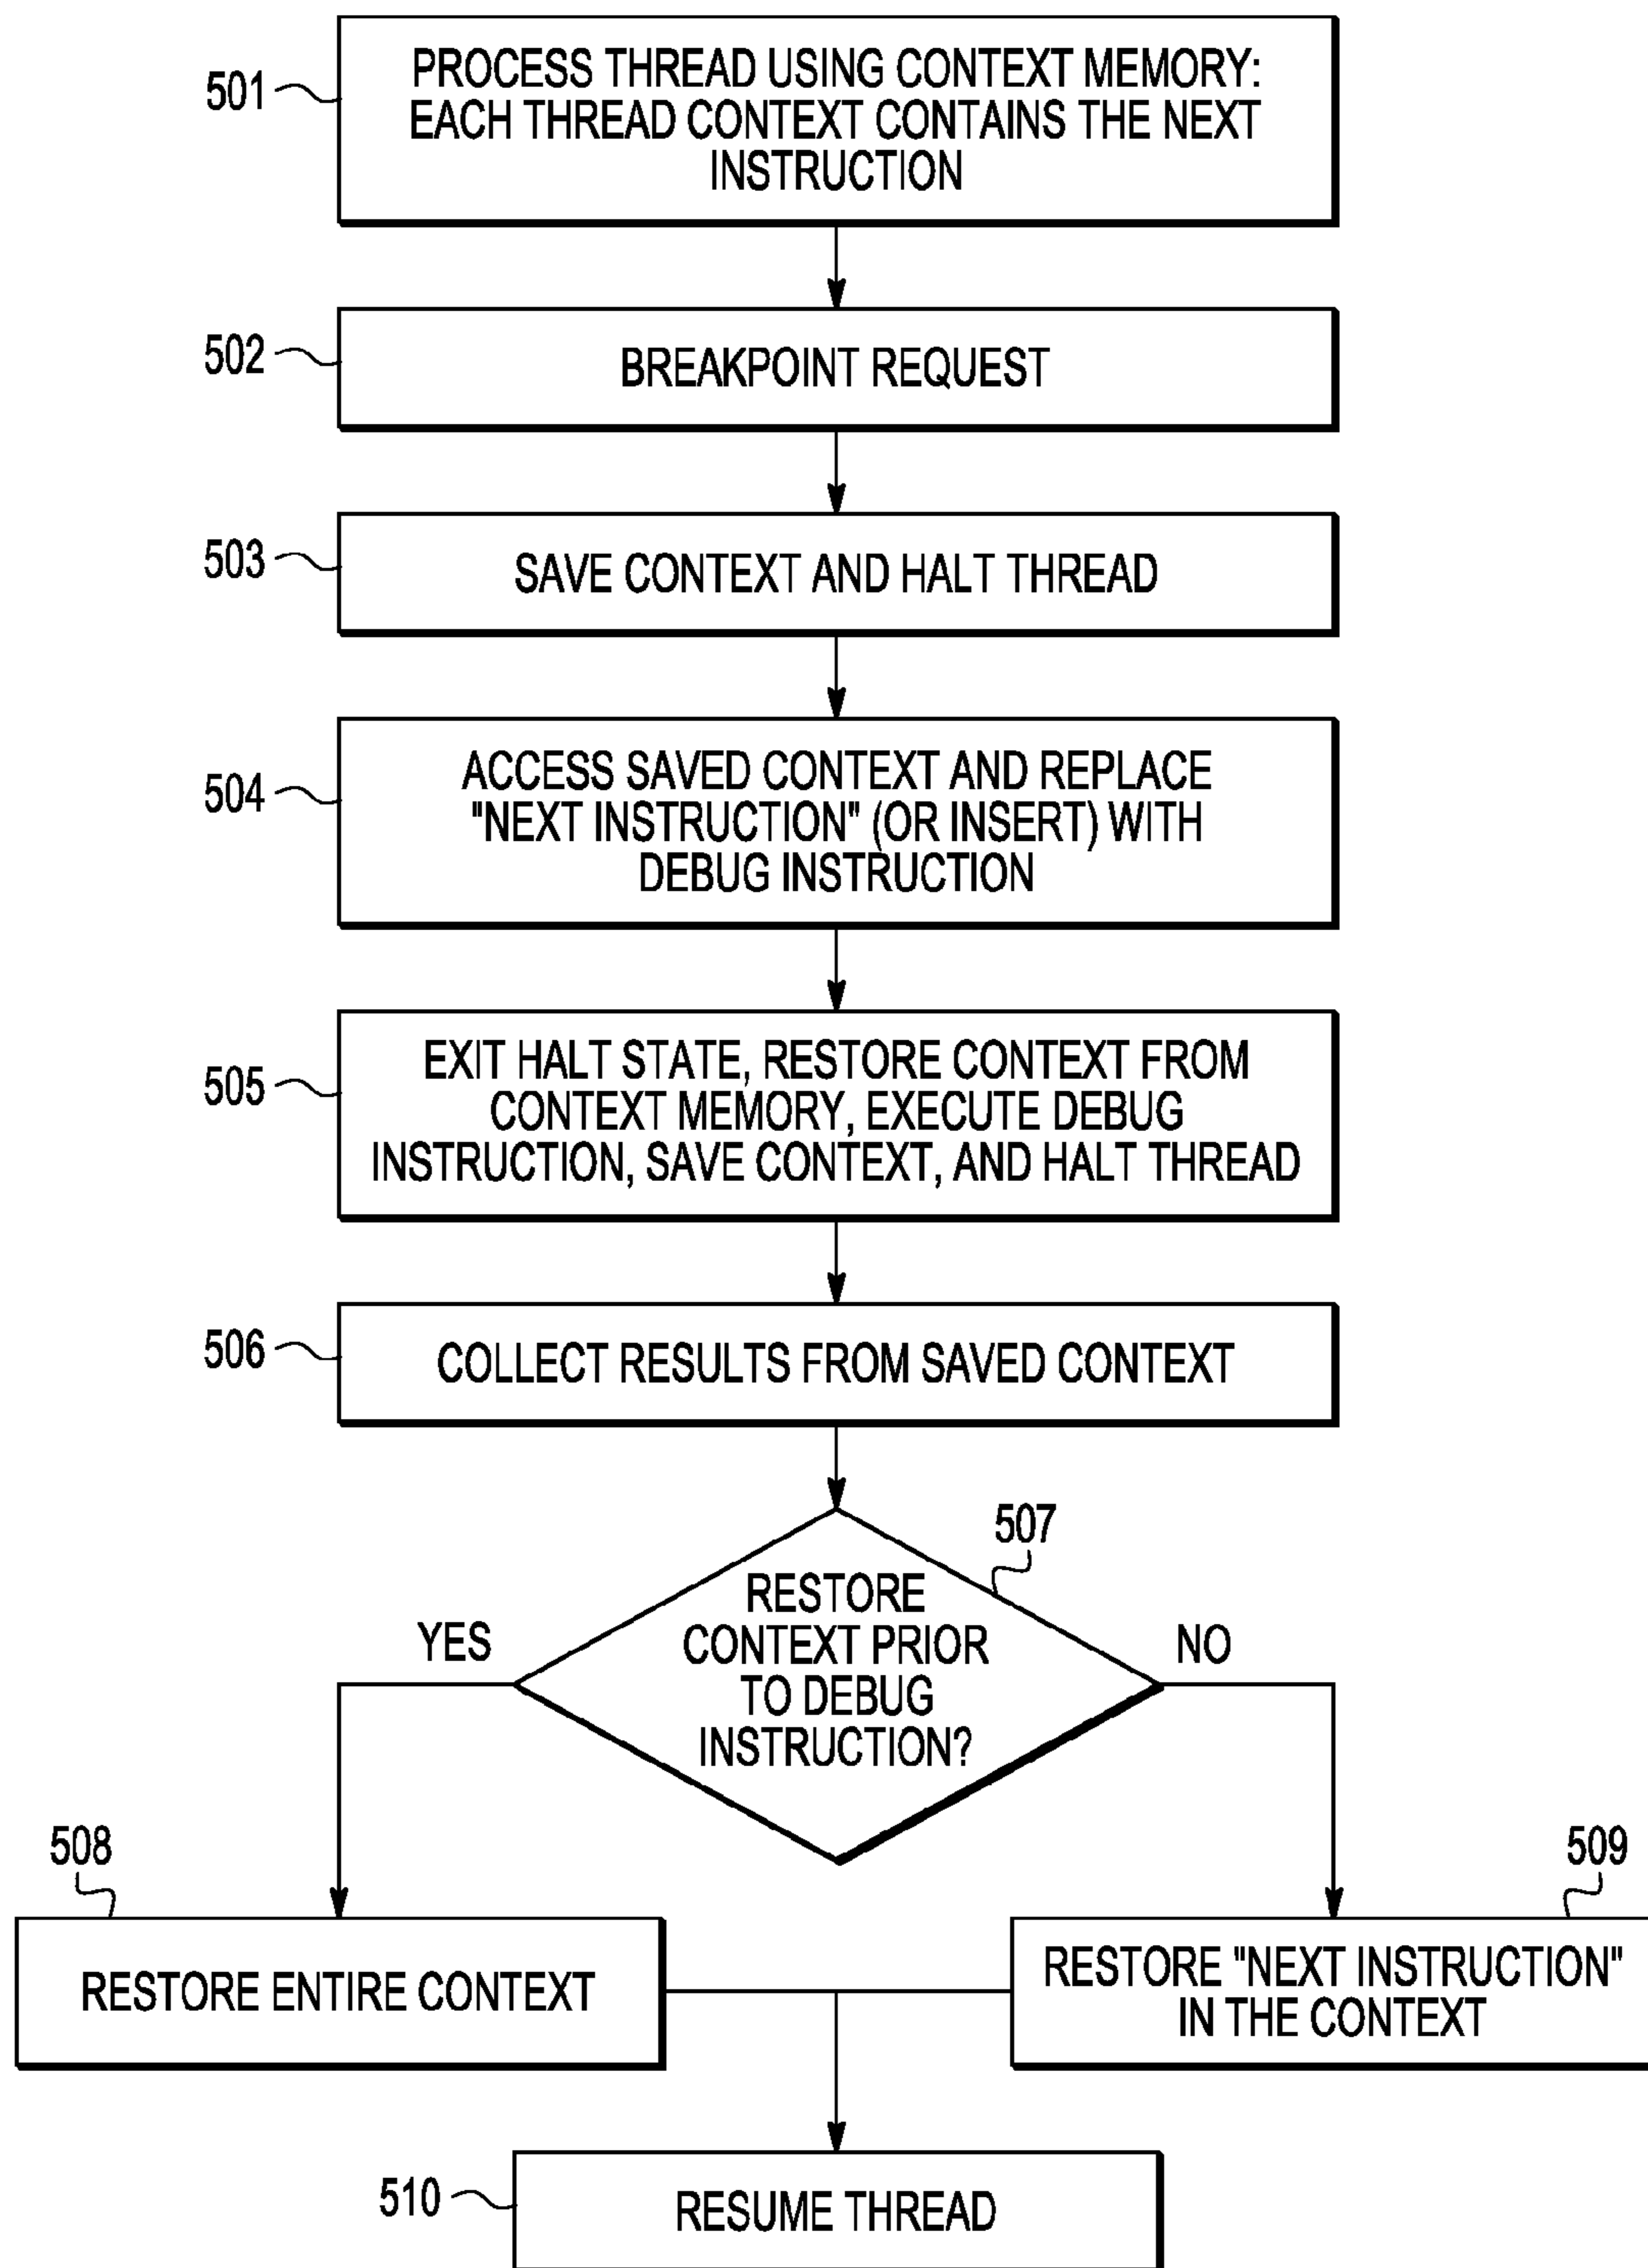 501
PROCESS THREAD USING CONTEXT MEMORY:
EACH THREAD CONTEXT CONTAINS THE NEXT
INSTRUCTION
502
BREAKPOINT REQUEST
503
SAVE CONTEXT AND HALT THREAD
504
ACCESS SAVED CONTEXT AND REPLACE
"NEXT INSTRUCTION" (OR INSERT) WITH
DEBUG INSTRUCTION
505
EXIT HALT STATE, RESTORE CONTEXT FROM
CONTEXT MEMORY, EXECUTE DEBUG
INSTRUCTION, SAVE CONTEXT, AND HALT THREAD
506
COLLECT RESULTS FROM SAVED CONTEXT
507
RESTORE
CONTEXT PRIOR
TO DEBUG
INSTRUCTION?
YES
NO
508
RESTORE ENTIRE CONTEXT
509
RESTORE "NEXT INSTRUCTION"
IN THE CONTEXT
510
RESUME THREAD